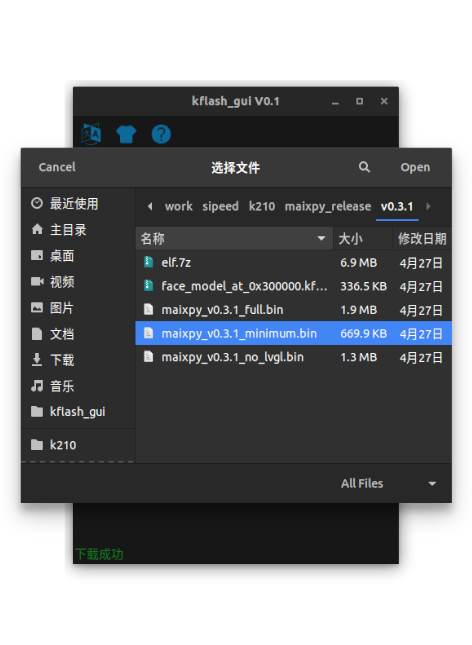 kflash_gui V0.1
Cancel 选择文件 Open
最近使用
主目录
桌面
视频
图片
文档
下载
音乐
kflash_gui
k210
work sipeed k210 maixpy_release v0.3.1
名称 大小 修改日期
elf.7z 6.9 MB 4月27日
face_model_at_0x300000.kf… 336.5 KB 4月27日
maixpy_v0.3.1_full.bin 1.9 MB 4月27日
maixpy_v0.3.1_minimum.bin 669.9 KB 4月27日
maixpy_v0.3.1_no_lvgl.bin 1.3 MB 4月27日
All Files
下载成功